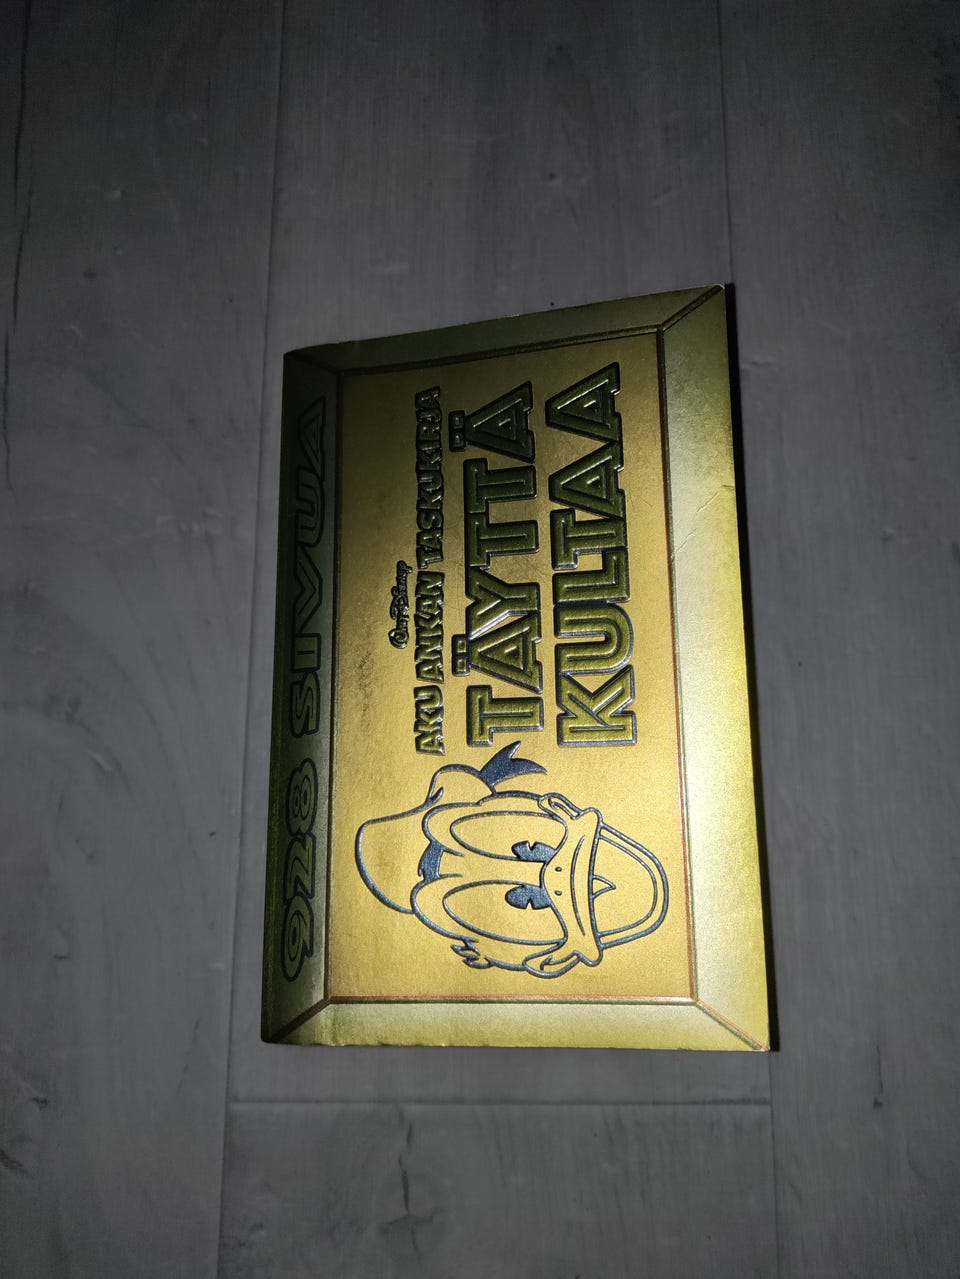 928 SIVUA
Walt Disney
AKU ANKAN TASKUKIRJA
TÄYTTÄ
KULTAA